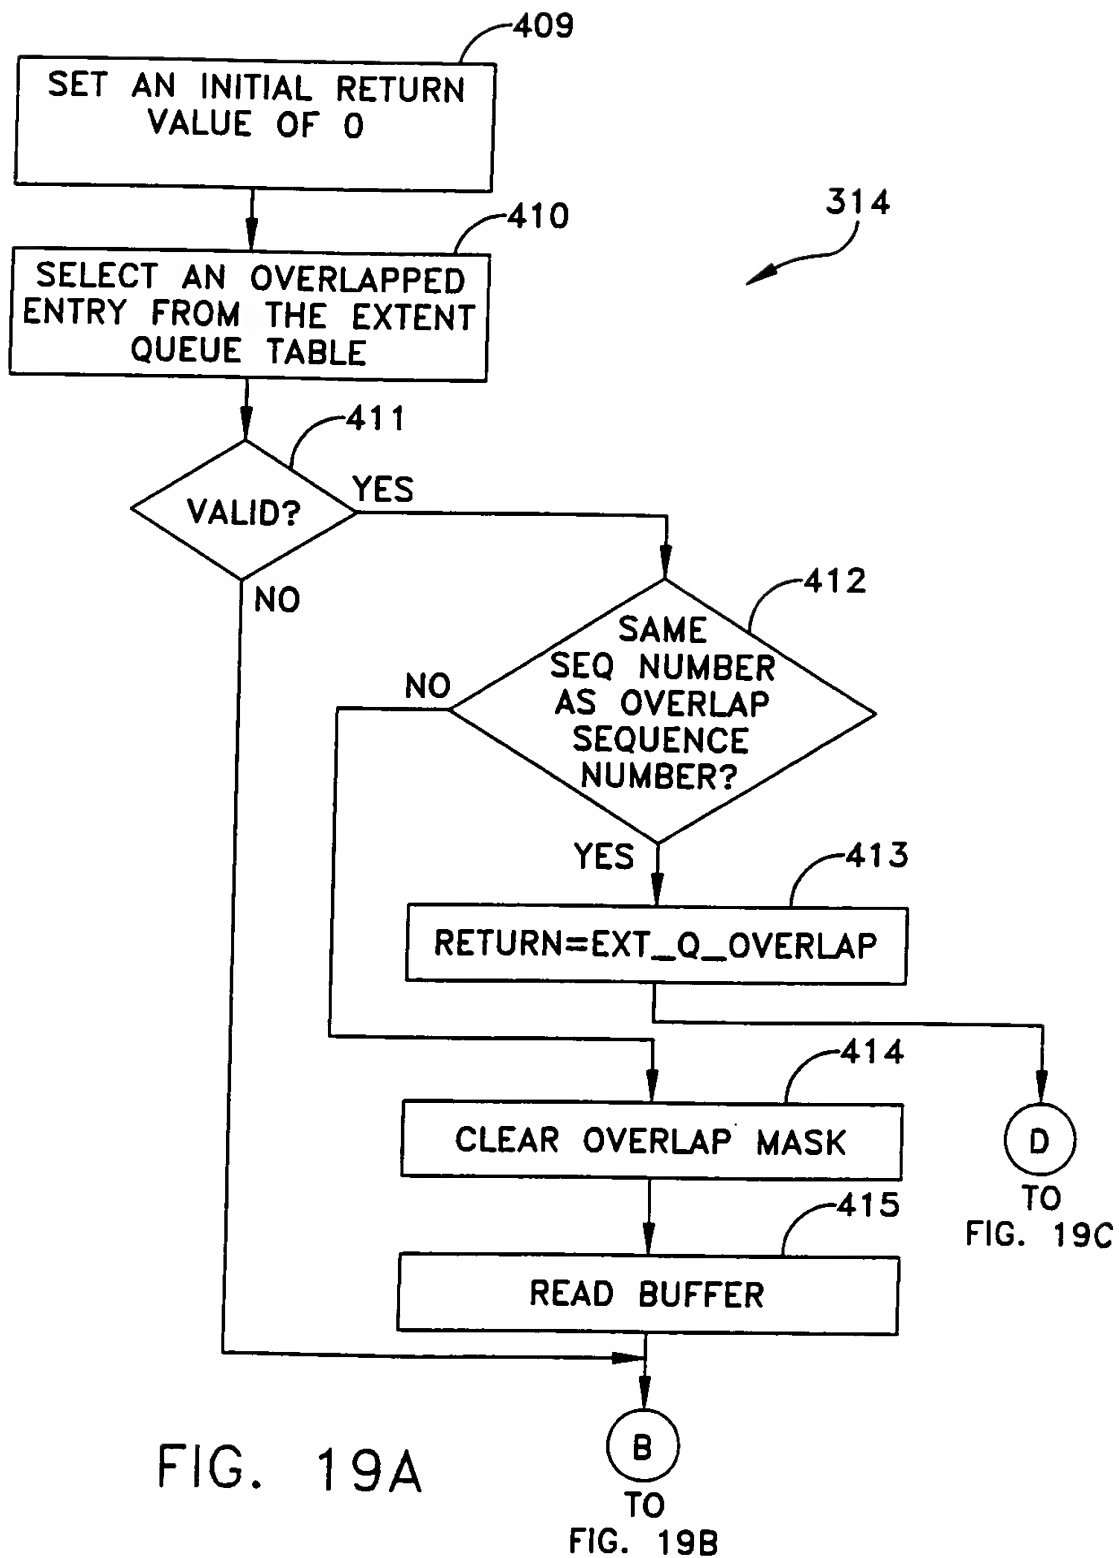 409
SET AN INITIAL RETURN
VALUE OF 0
410
314
SELECT AN OVERLAPPED
ENTRY FROM THE EXTENT
QUEUE TABLE
411
VALID?
YES
NO
412
SAME
SEQ NUMBER
AS OVERLAP
SEQUENCE
NUMBER?
NO
YES
413
RETURN=EXT_Q_OVERLAP
414
CLEAR OVERLAP MASK
D
TO
FIG. 19C
415
READ BUFFER
B
TO
FIG. 19B
FIG. 19A